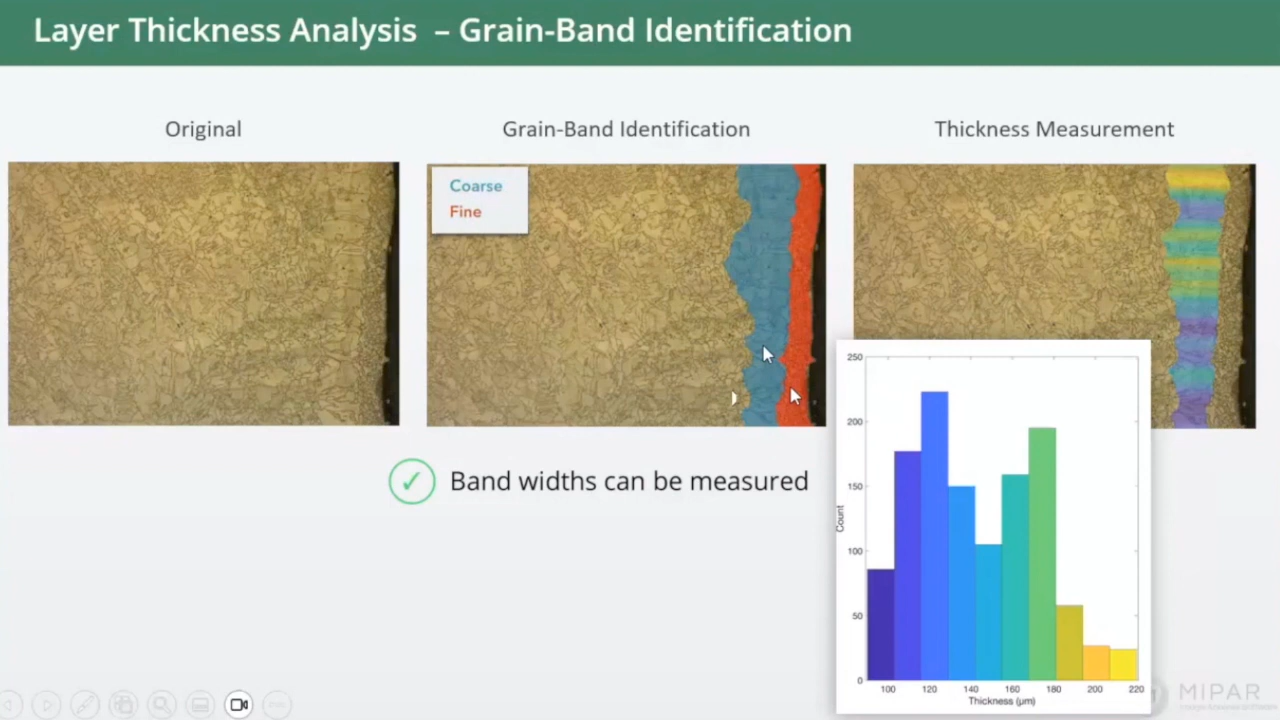 Layer Thickness Analysis – Grain-Band Identification
Original
Grain-Band Identification
Thickness Measurement
Coarse
Fine
✓ Band widths can be measured
250
200
150
100
50
0
Count
100 120 140 160 180 200 220
Thickness (μm)
MIPAR